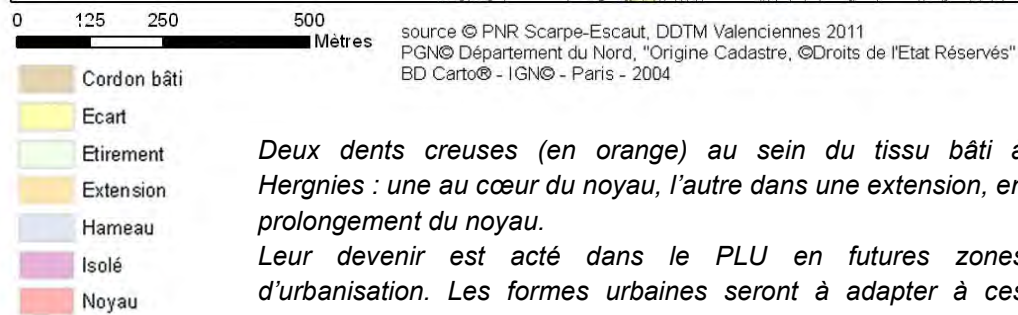 0 125 250 500
Mètres
source © PNR Scarpe-Escaut, DDTM Valenciennes 2011
PGN© Département du Nord, "Origine Cadastre, ©Droits de l'Etat Réservés"
BD Carto® - IGN© - Paris - 2004
Cordon bâti
Ecart
Etirement
Extension
Hameau
Isolé
Noyau
Deux dents creuses (en orange) au sein du tissu bâti a
Hergnies : une au cœur du noyau, l'autre dans une extension, en
prolongement du noyau.
Leur devenir est acté dans le PLU en futures zones
d'urbanisation. Les formes urbaines seront à adapter à ces